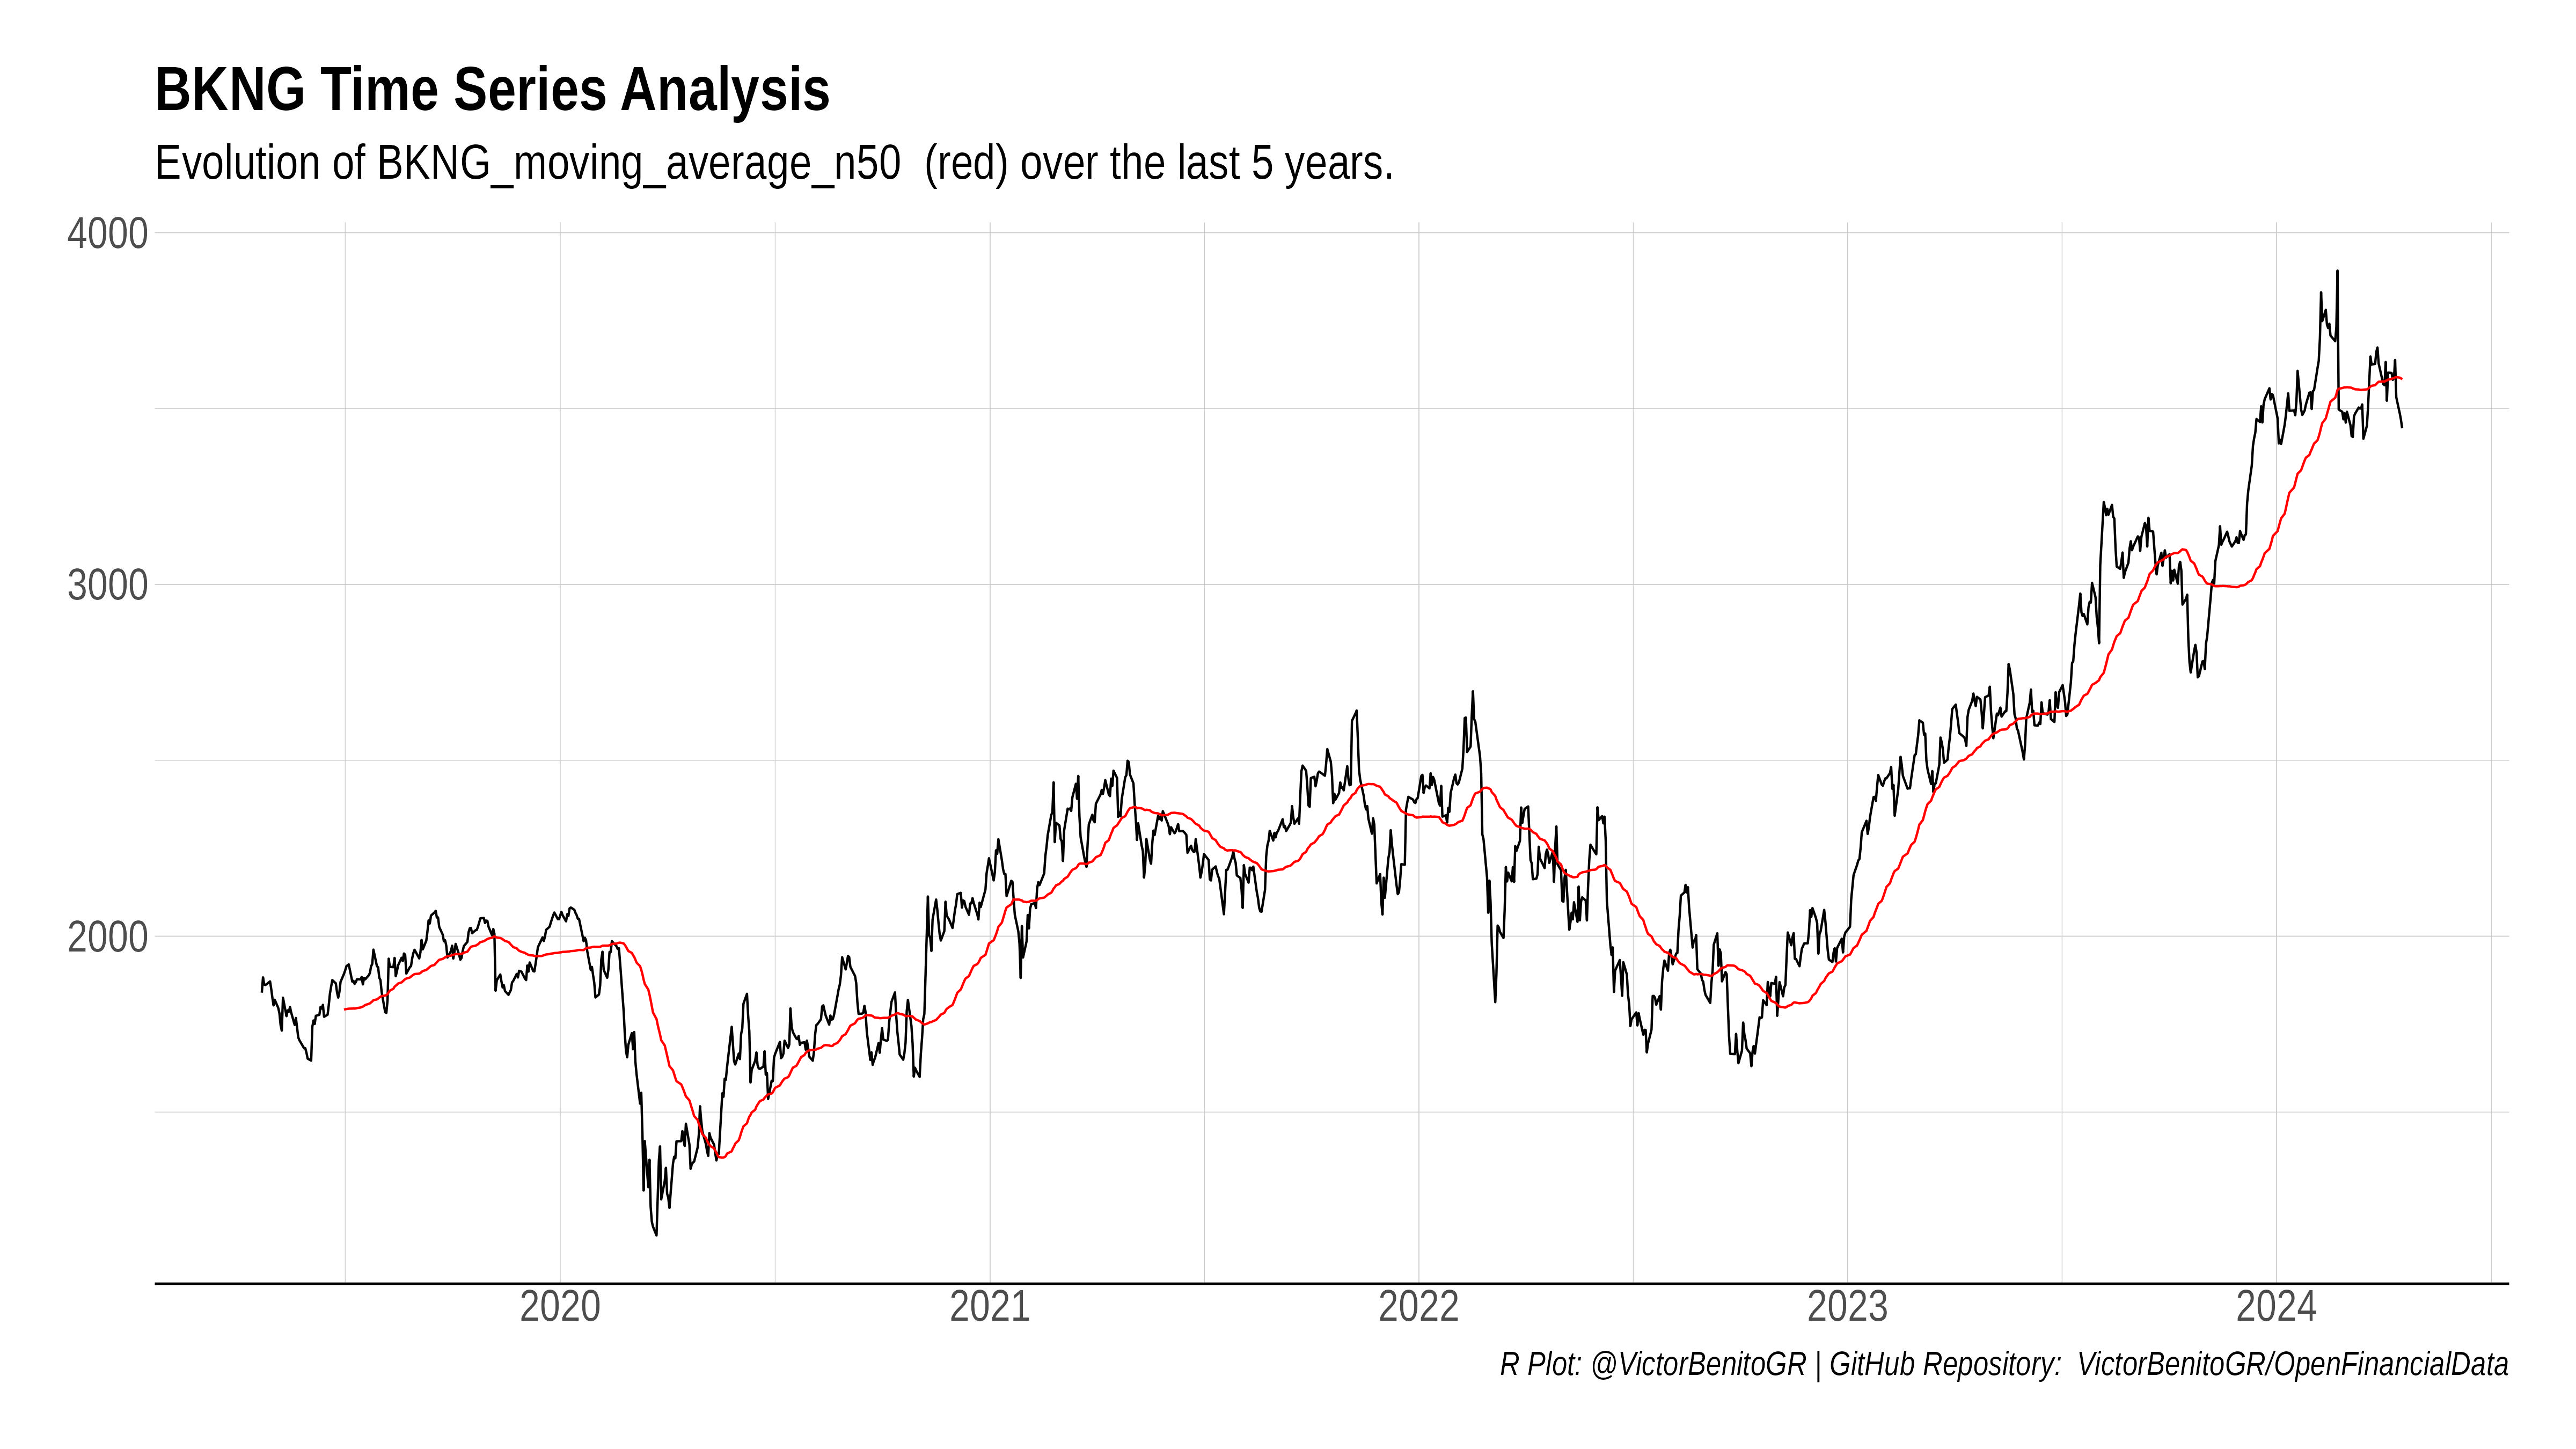 BKNG Time Series Analysis
Evolution of BKNG_moving_average_n50  (red) over the last 5 years.
4000
3000
2000
2020 2021 2022 2023 2024
R Plot: @VictorBenitoGR | GitHub Repository:  VictorBenitoGR/OpenFinancialData